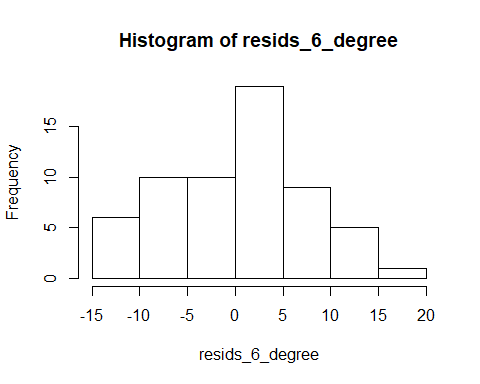 Histogram of resids_6_degree
Frequency
15
10
5
0
-15 -10 -5 0 5 10 15 20
resids_6_degree